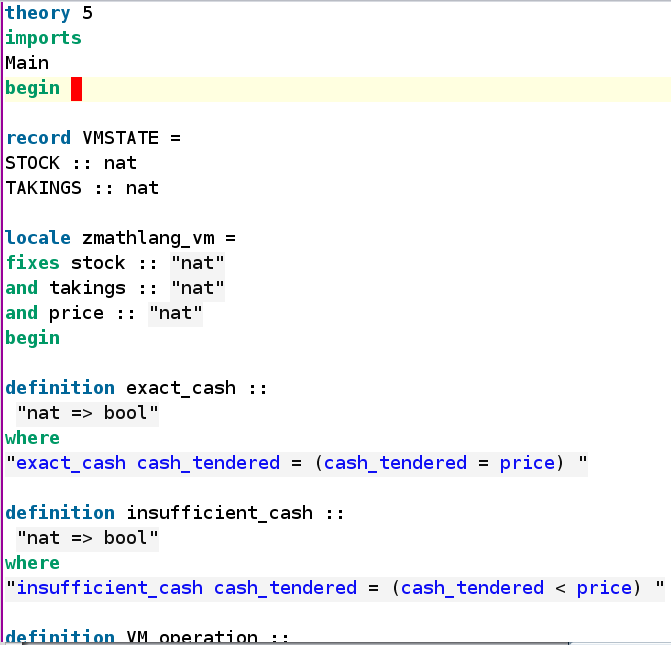 theory 5
imports
Main
begin
record VMSTATE =
STOCK :: nat
TAKINGS :: nat
locale zmathlang_vm =
fixes stock :: "nat"
and takings :: "nat"
and price :: "nat"
begin
definition exact_cash ::
"nat => bool"
where
"exact_cash cash_tendered = (cash_tendered = price) "
definition insufficient_cash ::
"nat => bool"
where
"insufficient_cash cash_tendered = (cash_tendered < price) "
definition VM_operation ::